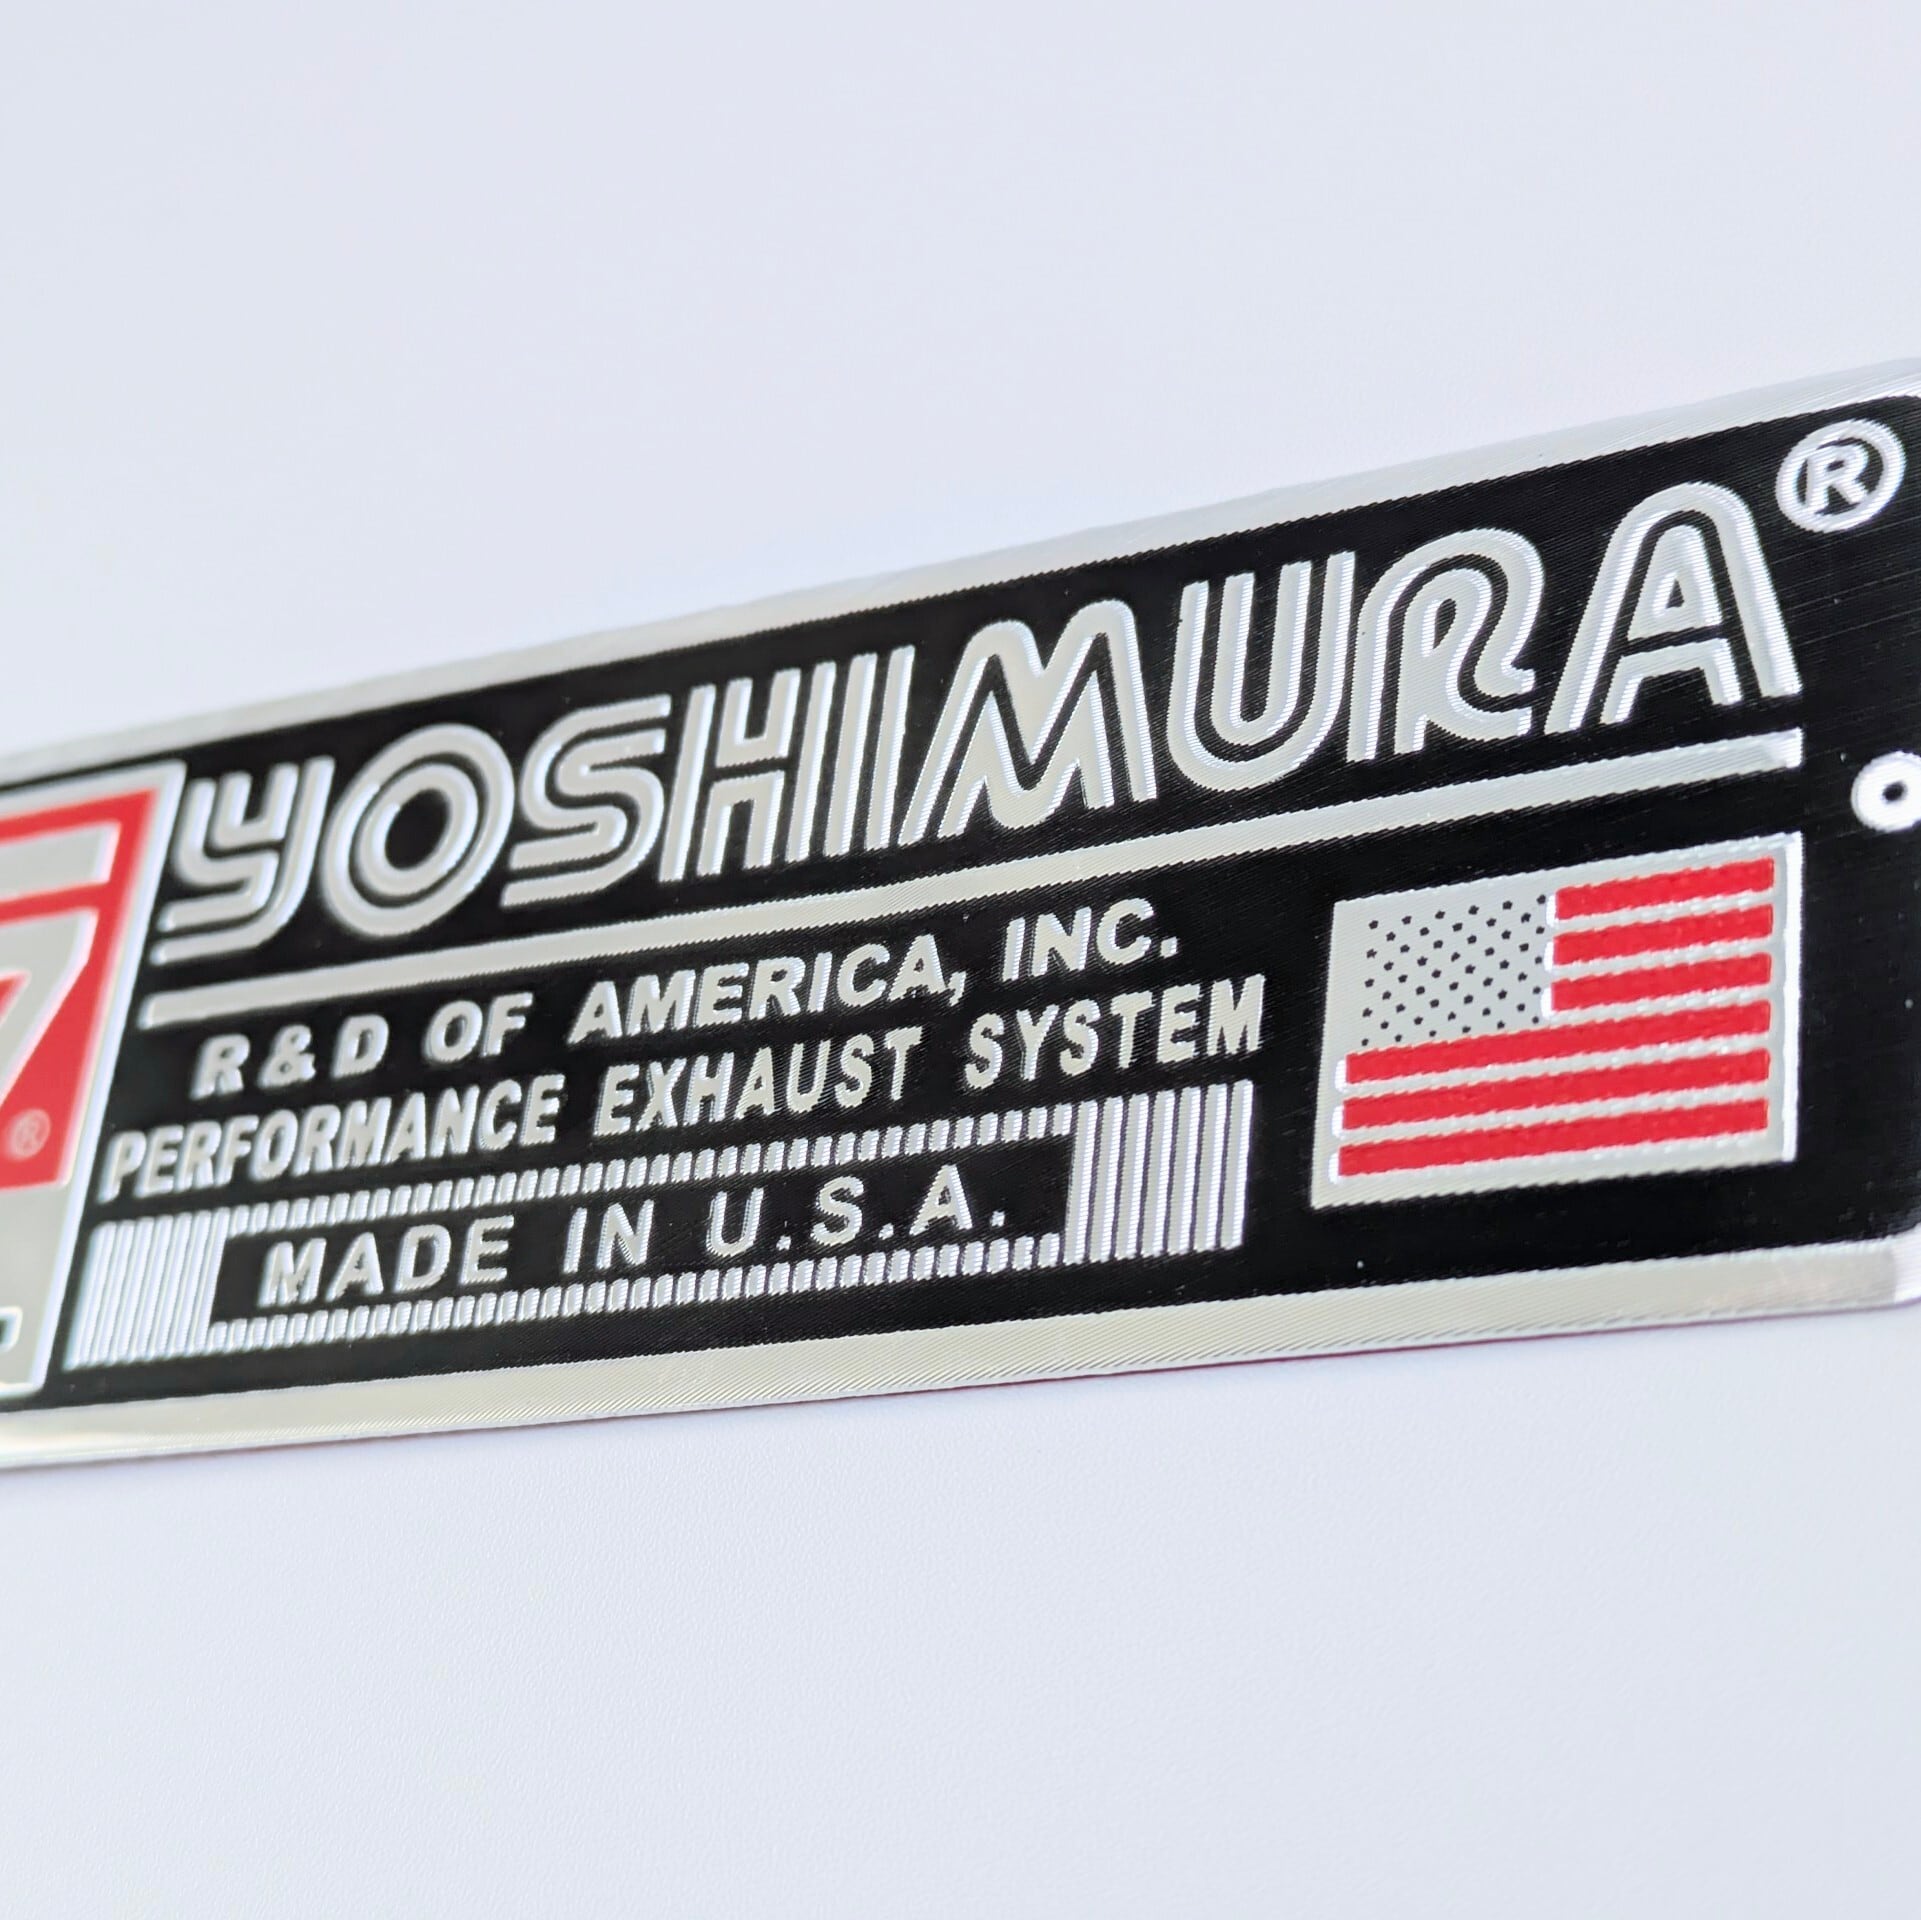 YOSHIMURA®
R&D OF AMERICA, INC.
PERFORMANCE EXHAUST SYSTEM
MADE IN U.S.A.
®